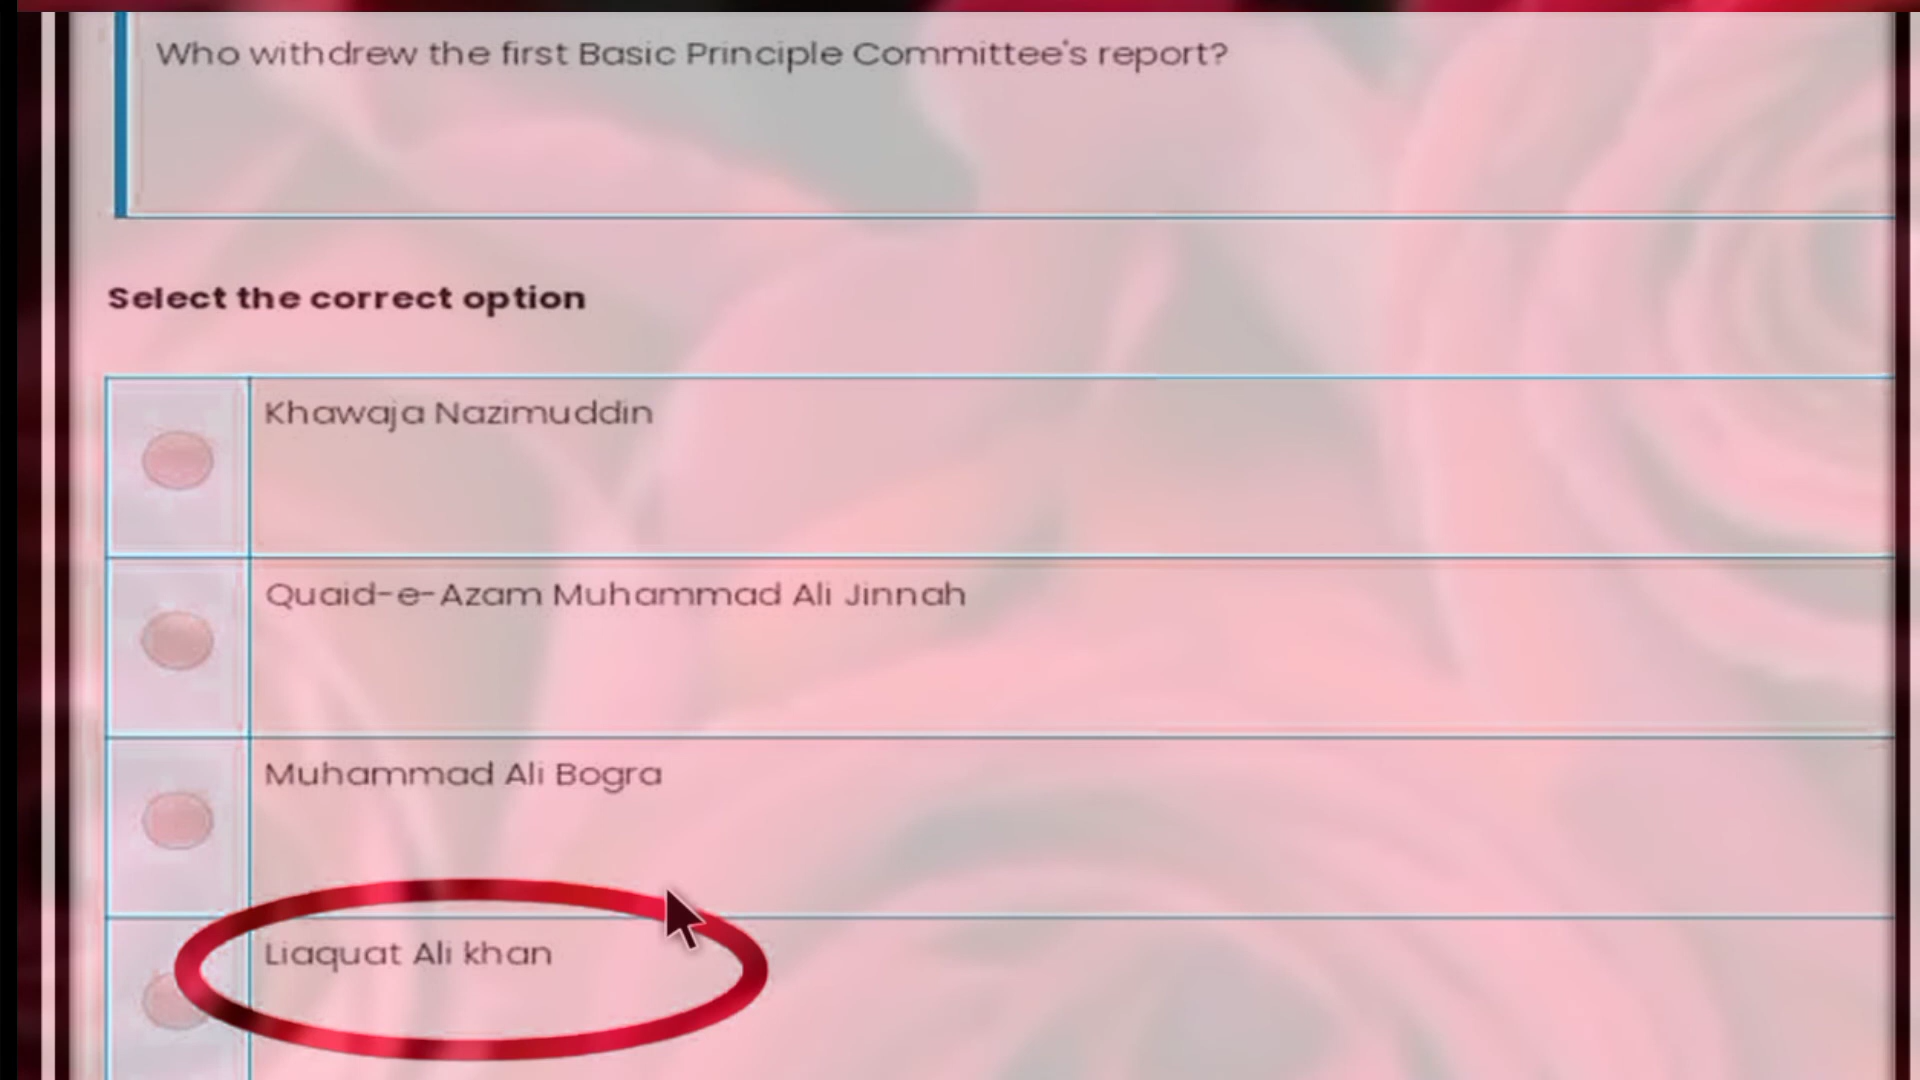 Who withdrew the first Basic Principle Committee's report?
Select the correct option
Khawaja Nazimuddin
Quaid-e-Azam Muhammad Ali Jinnah
Muhammad Ali Bogra
Liaquat Ali khan